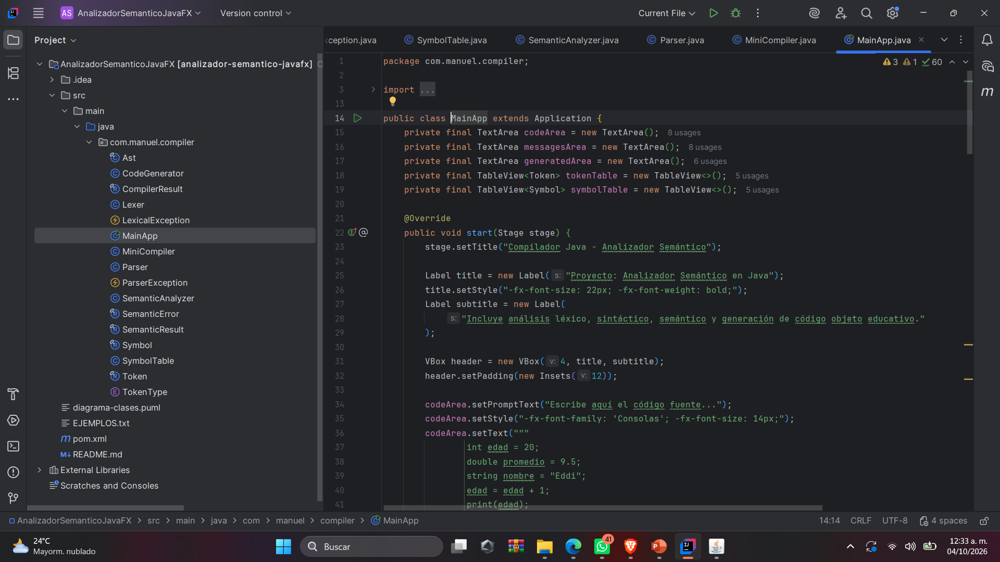 AS AnalizadorSemanticoJavaFX Version control Current File
Project
ception.java SymbolTable.java SemanticAnalyzer.java Parser.java MiniCompiler.java MainApp.java
3 1 60
AnalizadorSemanticoJavaFX [analizador-semantico-javafx]
.idea
src
main
java
com.manuel.compiler
Ast
CodeGenerator
CompilerResult
Lexer
LexicalException
MainApp
MiniCompiler
Parser
ParserException
SemanticAnalyzer
SemanticError
SemanticResult
Symbol
SymbolTable
Token
TokenType
diagrama-clases.puml
EJEMPLOS.txt
m pom.xml
M↓ README.md
External Libraries
Scratches and Consoles
1 package com.manuel.compiler;
2
3 import ...
13
14 public class MainApp extends Application {
15 private final TextArea codeArea = new TextArea(); 8 usages
16 private final TextArea messagesArea = new TextArea(); 8 usages
17 private final TextArea generatedArea = new TextArea(); 6 usages
18 private final TableView<Token> tokenTable = new TableView<>(); 5 usages
19 private final TableView<Symbol> symbolTable = new TableView<>(); 5 usages
20
21 @Override
22 public void start(Stage stage) {
23 stage.setTitle("Compilador Java - Analizador Semántico");
24
25 Label title = new Label( s: "Proyecto: Analizador Semántico en Java");
26 title.setStyle("-fx-font-size: 22px; -fx-font-weight: bold;");
27 Label subtitle = new Label(
28 s: "Incluye análisis léxico, sintáctico, semántico y generación de código objeto educativo."
29 );
30
31 VBox header = new VBox( v: 4, title, subtitle);
32 header.setPadding(new Insets( v: 12));
33
34 codeArea.setPromptText("Escribe aquí el código fuente...");
35 codeArea.setStyle("-fx-font-family: 'Consolas'; -fx-font-size: 14px;");
36 codeArea.setText("""
37 int edad = 20;
38 double promedio = 9.5;
39 string nombre = "Eddi";
40 edad = edad + 1;
41 print(edad);
AnalizadorSemanticoJavaFX > src > main > java > com > manuel > compiler > MainApp 14:14 CRLF UTF-8 4 spaces
24°C
Mayorm. nublado
Buscar
41
12:33 a. m.
04/10/2026